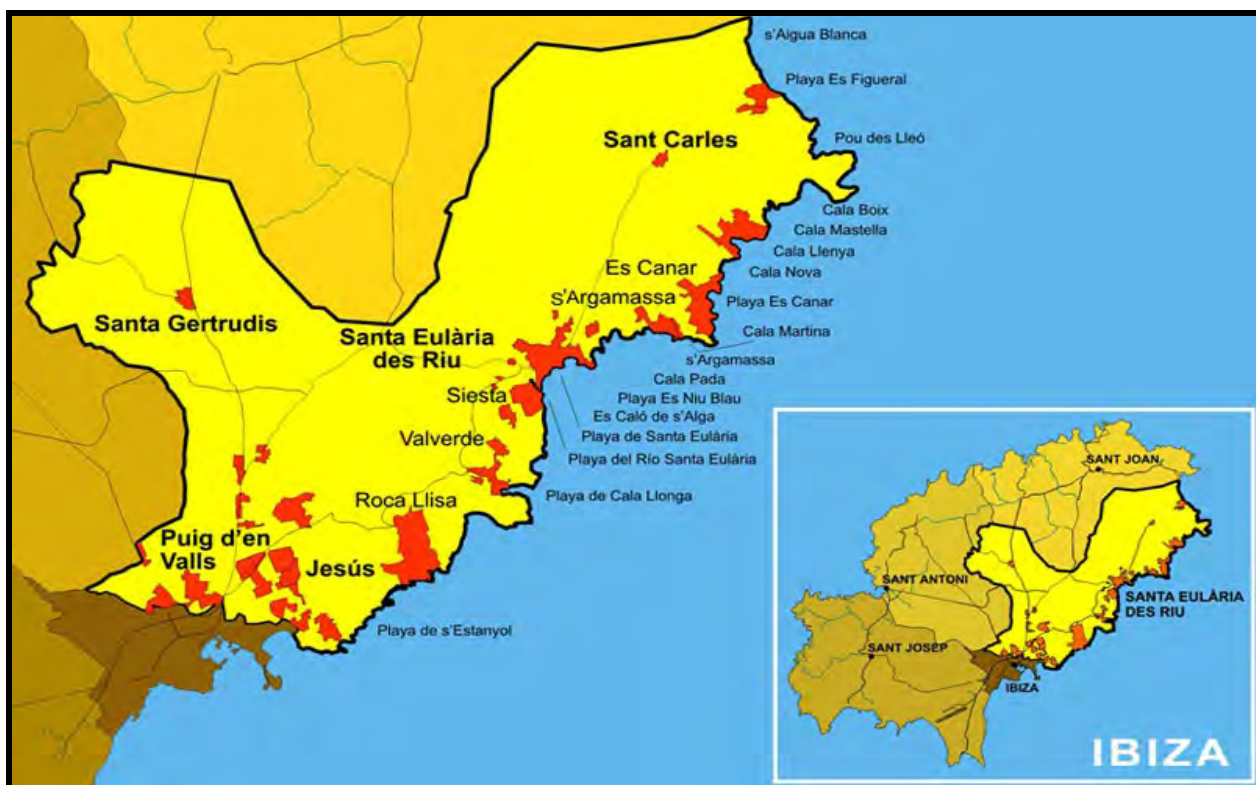 s'Aigua Blanca
Playa Es Figueral
Sant Carles
Pou des Lleó
Cala Boix
Cala Mastella
Cala Llenya
Es Canar
Cala Nova
S'Argamassa
Playa Es Canar
Santa Gertrudis
Santa Eulària
des Riu
Cala Martina
s'Argamassa
Cala Pada
Siesta
Playa Es Niu Blau
Es Caló de s'Alga
Valverde
Playa de Santa Eulària
Playa del Río Santa Eulària
Roca Llisa
Playa de Cala Llonga
Puig d'en
Valls
Jesús
Playa de s'Estanyol
SANT JOAN
SANT ANTONI
SANTA EULÀRIA
DES RIU
SANT JOSEP
IBIZA
IBIZA